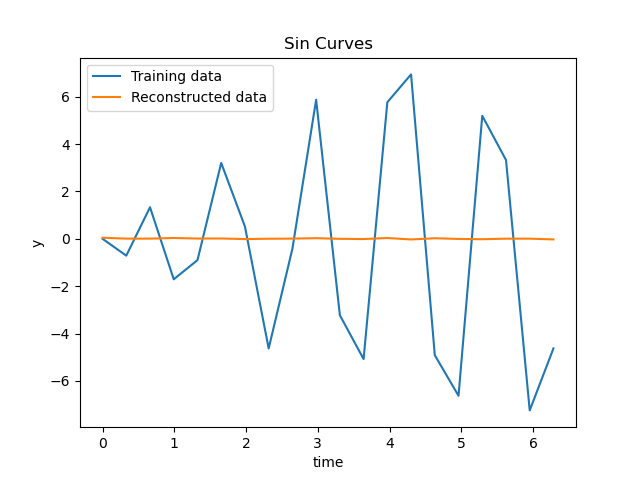 Sin Curves
Training data
Reconstructed data
6
4
2
0
−2
−4
−6
y
0 1 2 3 4 5 6
time